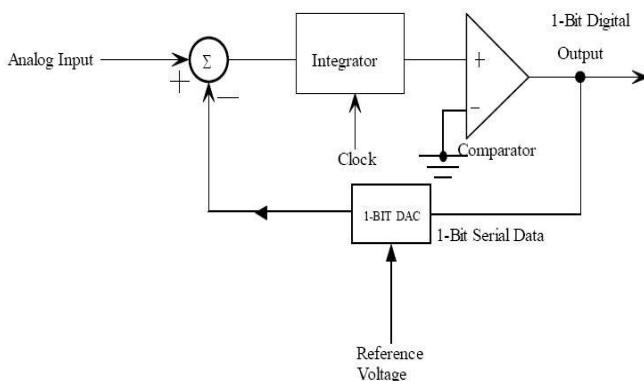 1-Bit Digital
Output
Analog Input
+
Σ
−
Integrator
+
−
Clock
Comparator
1-BIT DAC
1-Bit Serial Data
Reference
Voltage